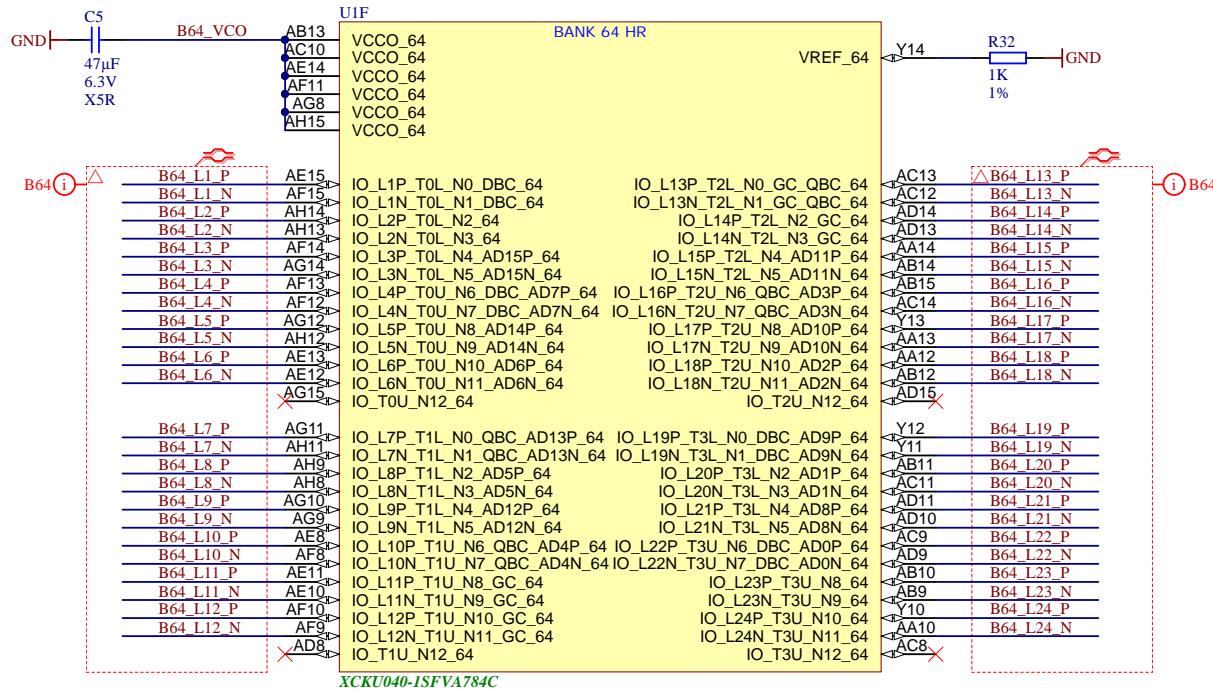 U1F
BANK 64 HR
C5
GND
B64_VCO
47µF
6.3V
X5R
AB13 VCCO_64
AC10 VCCO_64
AE14 VCCO_64
AF11 VCCO_64
AG8 VCCO_64
AH15 VCCO_64
VREF_64 Y14
R32
1K
1%
GND
B64 i
B64_L1_P AE15 IO_L1P_T0L_N0_DBC_64
B64_L1_N AF15 IO_L1N_T0L_N1_DBC_64
B64_L2_P AH14 IO_L2P_T0L_N2_64
B64_L2_N AH13 IO_L2N_T0L_N3_64
B64_L3_P AF14 IO_L3P_T0L_N4_AD15P_64
B64_L3_N AG14 IO_L3N_T0L_N5_AD15N_64
B64_L4_P AF13 IO_L4P_T0U_N6_DBC_AD7P_64
B64_L4_N AF12 IO_L4N_T0U_N7_DBC_AD7N_64
B64_L5_P AG12 IO_L5P_T0U_N8_AD14P_64
B64_L5_N AH12 IO_L5N_T0U_N9_AD14N_64
B64_L6_P AE13 IO_L6P_T0U_N10_AD6P_64
B64_L6_N AE12 IO_L6N_T0U_N11_AD6N_64
AG15 IO_T0U_N12_64
B64_L7_P AG11 IO_L7P_T1L_N0_QBC_AD13P_64
B64_L7_N AH11 IO_L7N_T1L_N1_QBC_AD13N_64
B64_L8_P AH9 IO_L8P_T1L_N2_AD5P_64
B64_L8_N AH8 IO_L8N_T1L_N3_AD5N_64
B64_L9_P AG10 IO_L9P_T1L_N4_AD12P_64
B64_L9_N AG9 IO_L9N_T1L_N5_AD12N_64
B64_L10_P AE8 IO_L10P_T1U_N6_QBC_AD4P_64
B64_L10_N AF8 IO_L10N_T1U_N7_QBC_AD4N_64
B64_L11_P AE11 IO_L11P_T1U_N8_GC_64
B64_L11_N AE10 IO_L11N_T1U_N9_GC_64
B64_L12_P AF10 IO_L12P_T1U_N10_GC_64
B64_L12_N AF9 IO_L12N_T1U_N11_GC_64
AD8 IO_T1U_N12_64
IO_L13P_T2L_N0_GC_QBC_64 AC13 B64_L13_P
IO_L13N_T2L_N1_GC_QBC_64 AC12 B64_L13_N
IO_L14P_T2L_N2_GC_64 AD14 B64_L14_P
IO_L14N_T2L_N3_GC_64 AD13 B64_L14_N
IO_L15P_T2L_N4_AD11P_64 AA14 B64_L15_P
IO_L15N_T2L_N5_AD11N_64 AB14 B64_L15_N
IO_L16P_T2U_N6_QBC_AD3P_64 AB15 B64_L16_P
IO_L16N_T2U_N7_QBC_AD3N_64 AC14 B64_L16_N
IO_L17P_T2U_N8_AD10P_64 Y13 B64_L17_P
IO_L17N_T2U_N9_AD10N_64 AA13 B64_L17_N
IO_L18P_T2U_N10_AD2P_64 AA12 B64_L18_P
IO_L18N_T2U_N11_AD2N_64 AB12 B64_L18_N
IO_T2U_N12_64 AD15
IO_L19P_T3L_N0_DBC_AD9P_64 Y12 B64_L19_P
IO_L19N_T3L_N1_DBC_AD9N_64 Y11 B64_L19_N
IO_L20P_T3L_N2_AD1P_64 AB11 B64_L20_P
IO_L20N_T3L_N3_AD1N_64 AC11 B64_L20_N
IO_L21P_T3L_N4_AD8P_64 AD11 B64_L21_P
IO_L21N_T3L_N5_AD8N_64 AD10 B64_L21_N
IO_L22P_T3U_N6_DBC_AD0P_64 AC9 B64_L22_P
IO_L22N_T3U_N7_DBC_AD0N_64 AD9 B64_L22_N
IO_L23P_T3U_N8_64 AB10 B64_L23_P
IO_L23N_T3U_N9_64 AB9 B64_L23_N
IO_L24P_T3U_N10_64 Y10 B64_L24_P
IO_L24N_T3U_N11_64 AA10 B64_L24_N
IO_T3U_N12_64 AC8
i B64
XCKU040-1SFVA784C